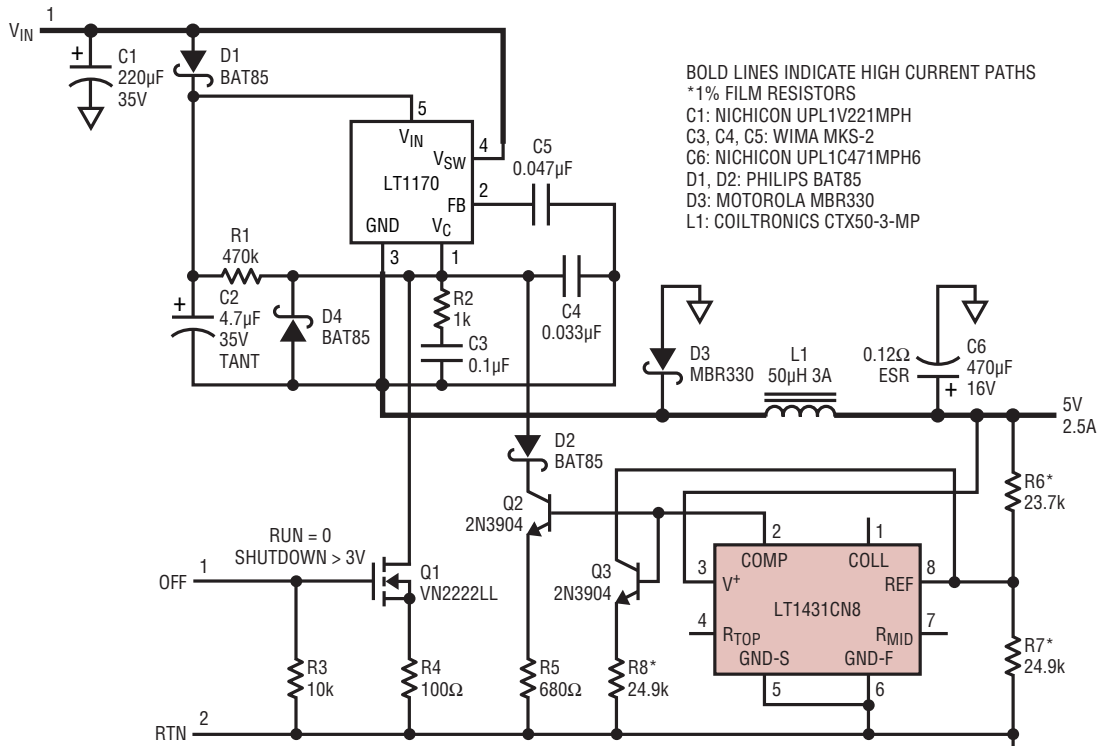 1
VIN
C1
220µF
35V
D1
BAT85
BOLD LINES INDICATE HIGH CURRENT PATHS
*1% FILM RESISTORS
C1: NICHICON UPL1V221MPH
C3, C4, C5: WIMA MKS-2
C6: NICHICON UPL1C471MPH6
D1, D2: PHILIPS BAT85
D3: MOTOROLA MBR330
L1: COILTRONICS CTX50-3-MP
5
VIN
4
VSW
LT1170
2
FB
GND
VC
3
1
C5
0.047µF
R1
470k
C2
4.7µF
35V
TANT
D4
BAT85
R2
1k
C3
0.1µF
C4
0.033µF
D3
MBR330
L1
50µH 3A
0.12Ω
ESR
C6
470µF
16V
5V
2.5A
D2
BAT85
Q2
2N3904
R6*
23.7k
RUN = 0
SHUTDOWN > 3V
OFF
1
Q1
VN2222LL
Q3
2N3904
2
COMP
1
COLL
3
V+
8
REF
LT1431CN8
4
RTOP
7
RMID
GND-S
GND-F
5
6
R3
10k
R4
100Ω
R5
680Ω
R8*
24.9k
R7*
24.9k
RTN
2